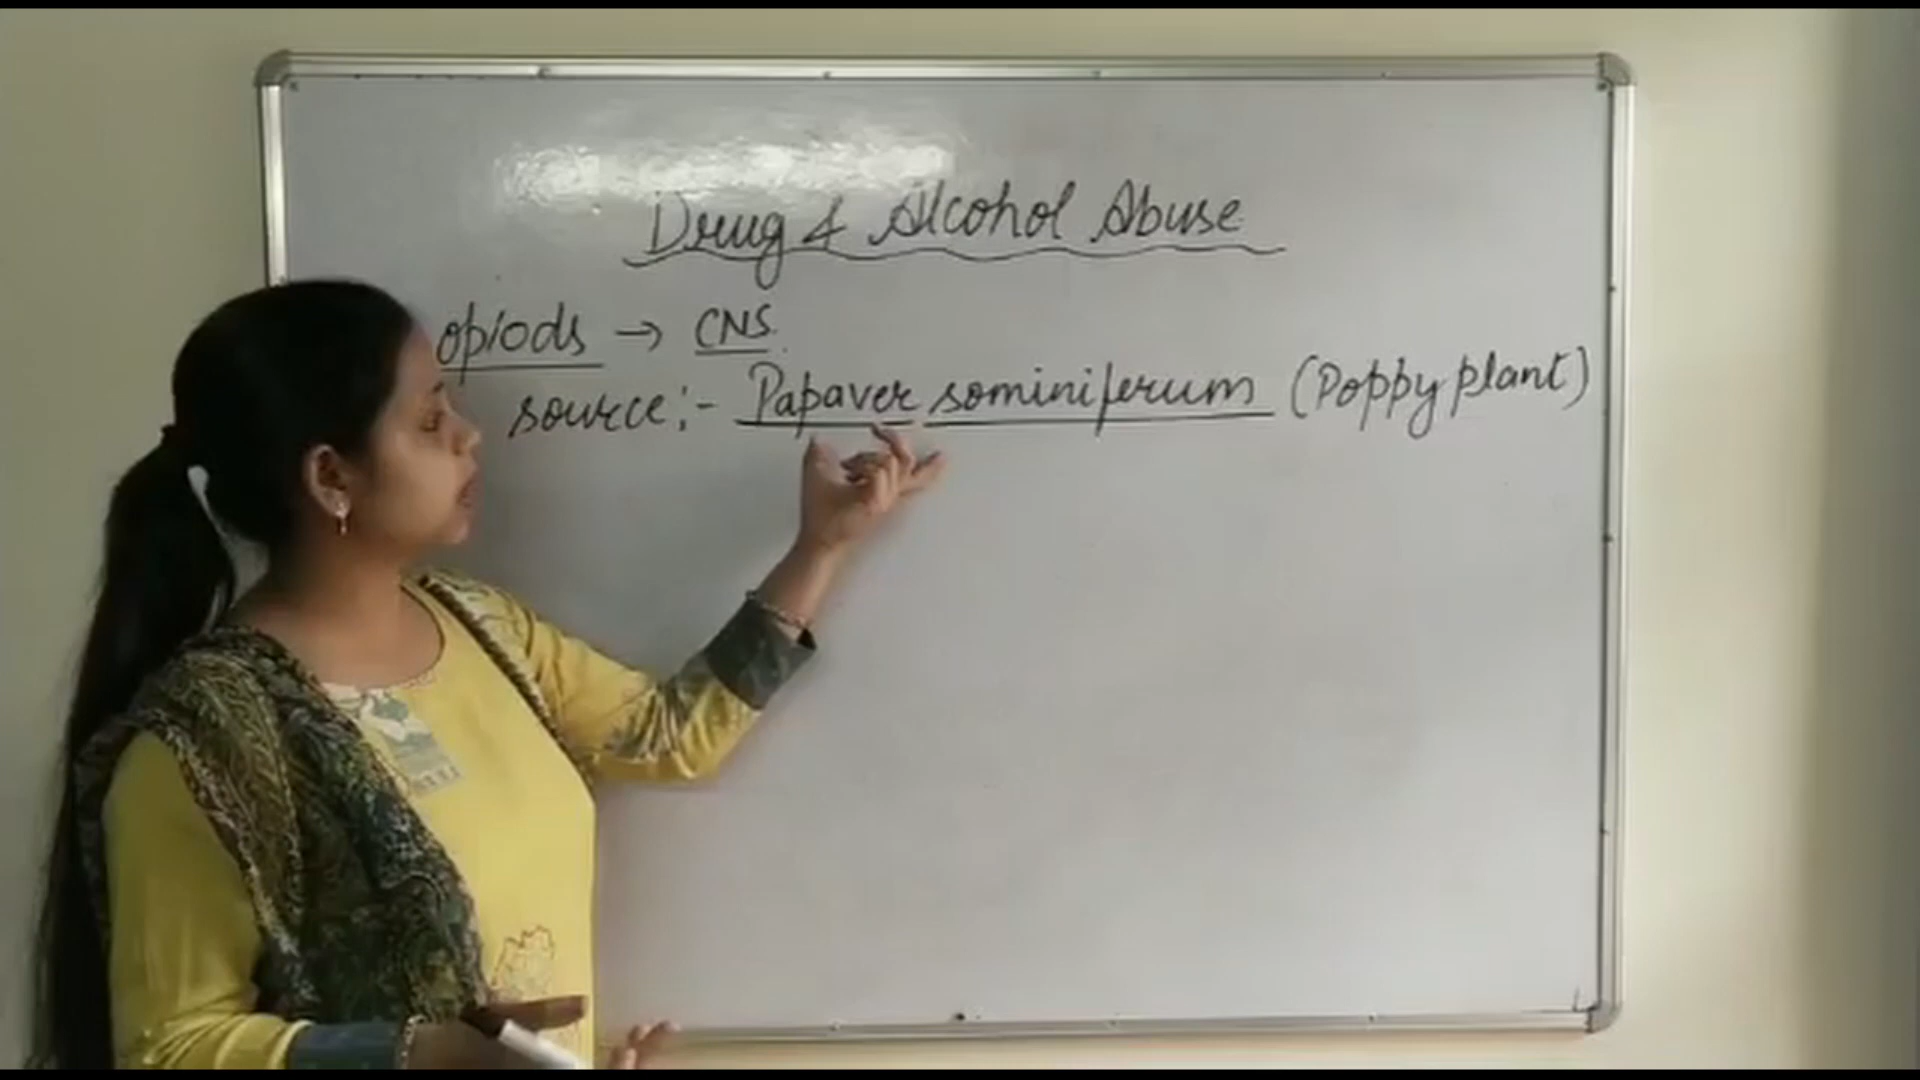 Drug & Alcohol Abuse
opiods → CNS.
source:- Papaver sominiferum (Poppy plant)